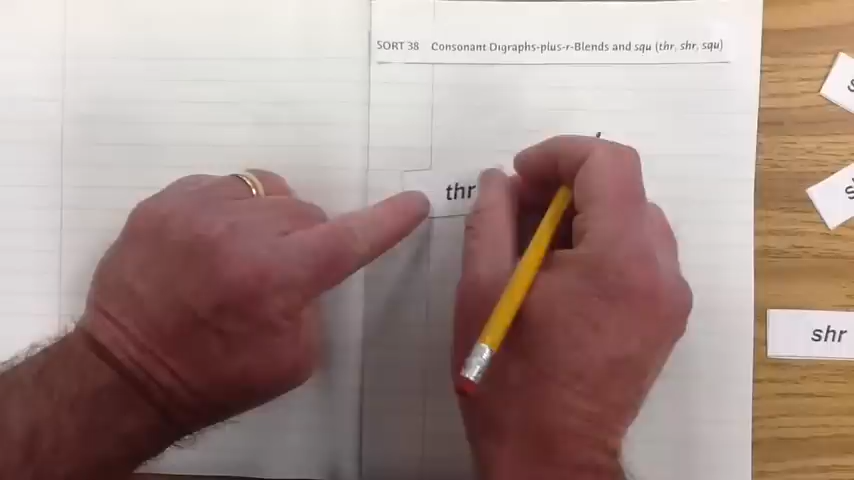 SORT 38 Consonant Digraphs-plus-r-Blends and squ (thr, shr, squ)
thr
shr